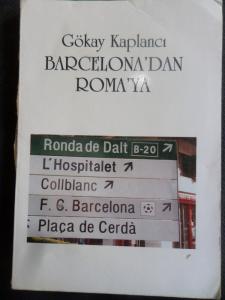 Gökay Kaplancı
BARCELONA'DAN
ROMA'YA
Ronda de Dalt B-20
L'Hospitalet
Collblanc
F. C. Barcelona
Plaça de Cerdà